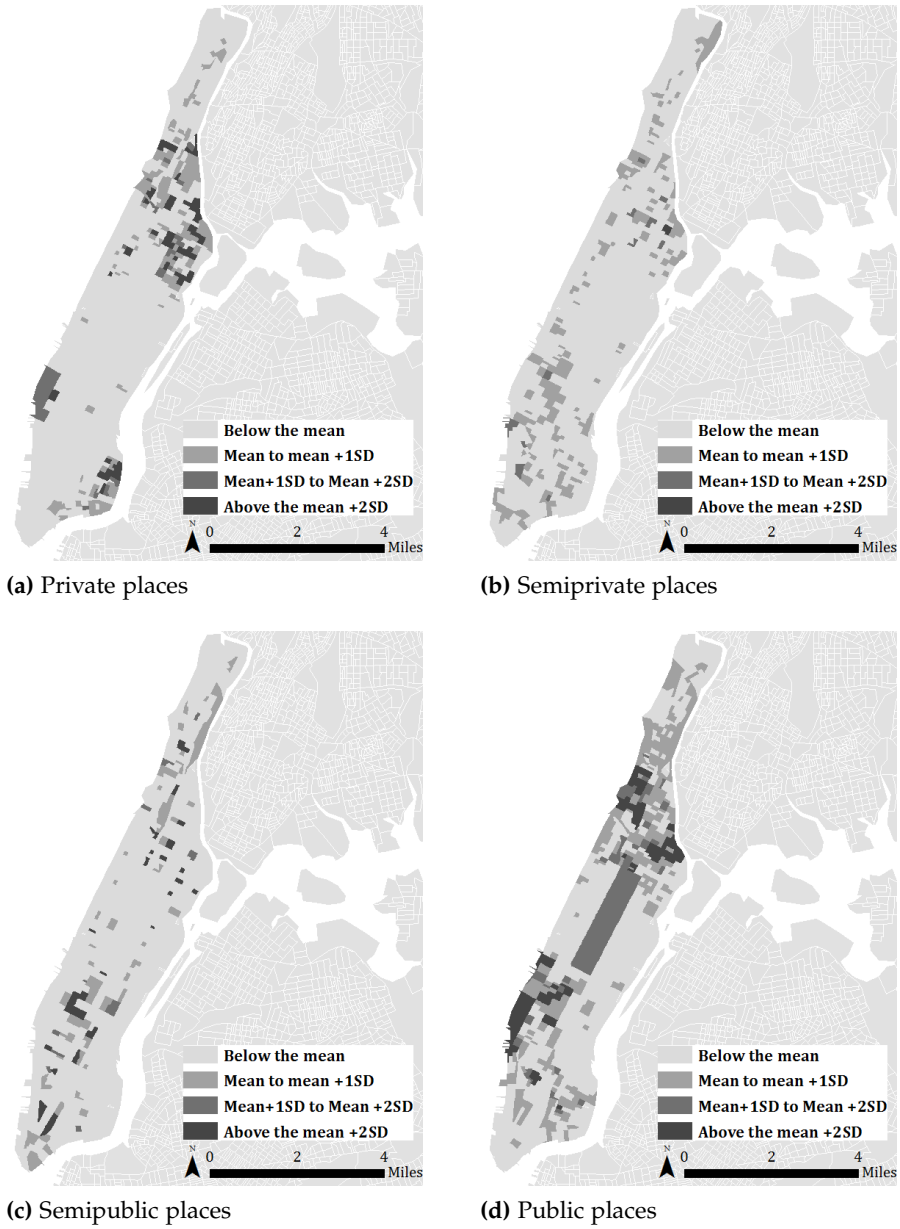 Below the mean
Mean to mean +1SD
Mean+1SD to Mean +2SD
Above the mean +2SD
N
0 2 4
Miles
(a) Private places
Below the mean
Mean to mean +1SD
Mean+1SD to Mean +2SD
Above the mean +2SD
N
0 2 4
Miles
(b) Semiprivate places
Below the mean
Mean to mean +1SD
Mean+1SD to Mean +2SD
Above the mean +2SD
N
0 2 4
Miles
(c) Semipublic places
Below the mean
Mean to mean +1SD
Mean+1SD to Mean +2SD
Above the mean +2SD
N
0 2 4
Miles
(d) Public places